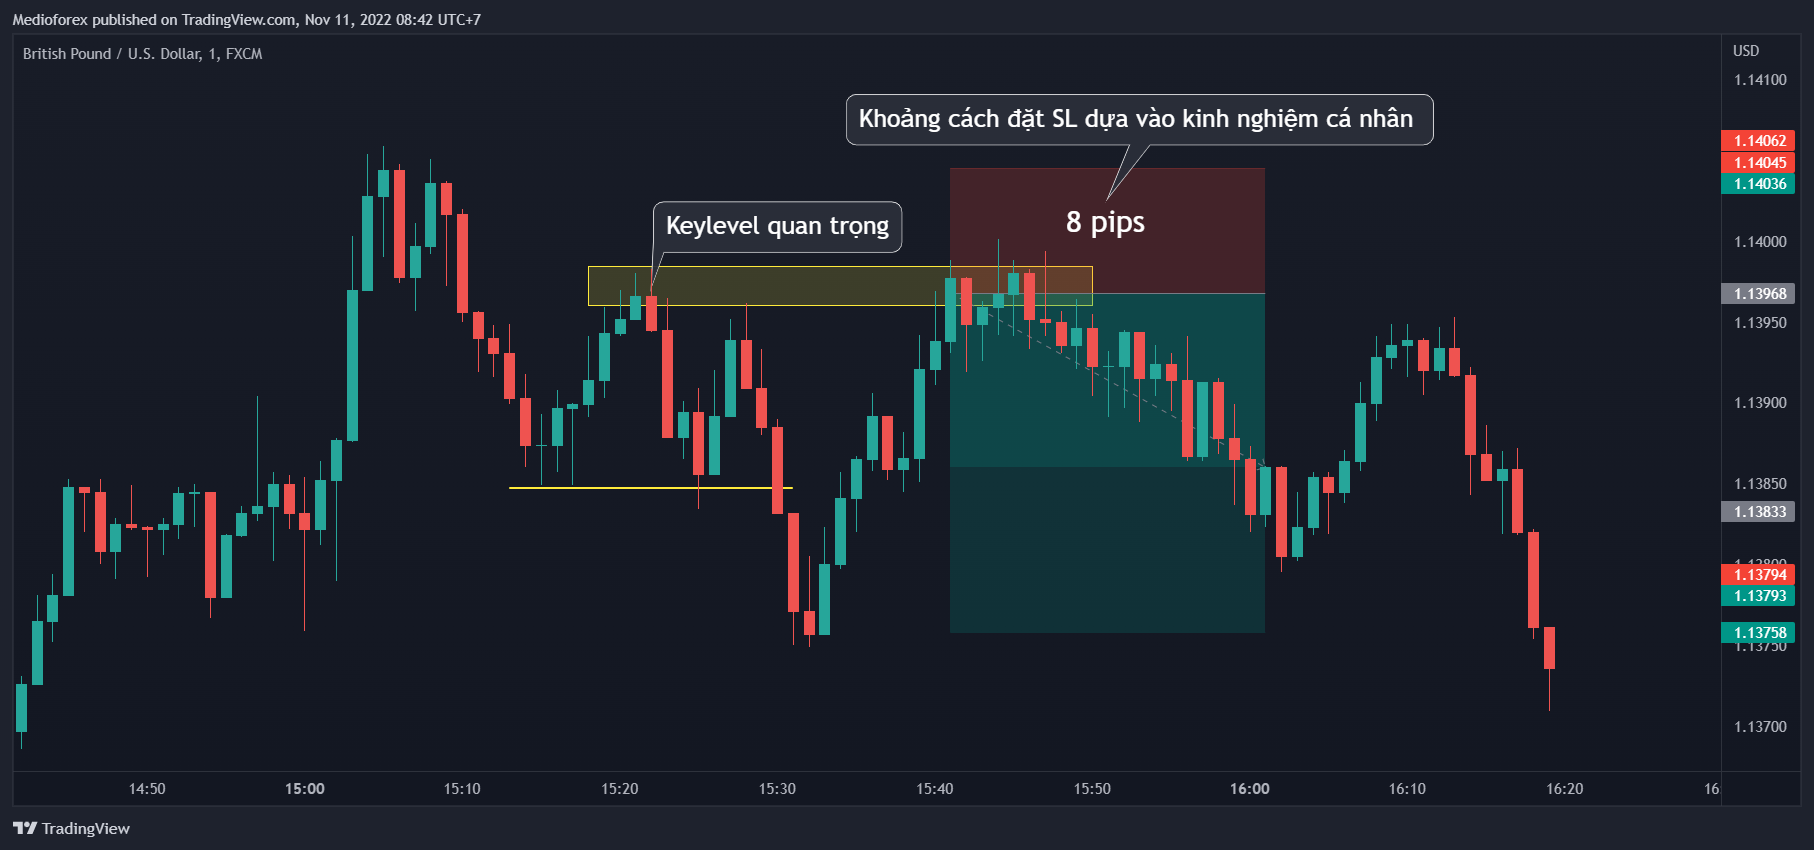 Medioforex published on TradingView.com, Nov 11, 2022 08:42 UTC+7
British Pound / U.S. Dollar, 1, FXCM
USD
1.14100
Khoảng cách đặt SL dựa vào kinh nghiệm cá nhân
1.14062
1.14045
1.14036
8 pips
Keylevel quan trọng
1.14000
1.13968
1.13950
1.13900
1.13850
1.13833
1.13800
1.13794
1.13793
1.13758
1.13750
1.13700
14:50 15:00 15:10 15:20 15:30 15:40 15:50 16:00 16:10 16:20 16
TradingView